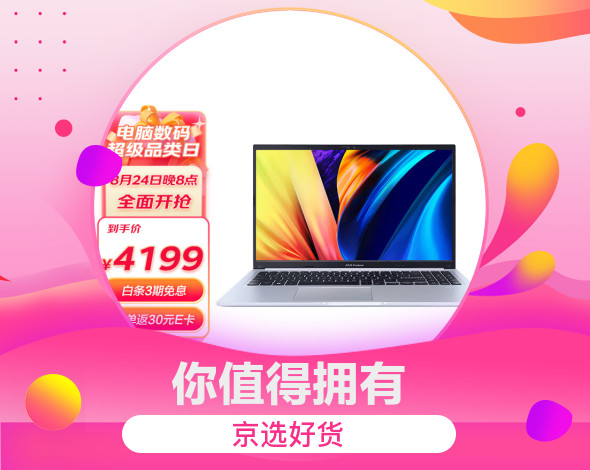 电脑数码
超级品类日
8月24日晚8点
全面开抢
到手价
¥4199
白条3期免息
单返30元E卡
你值得拥有
京选好货